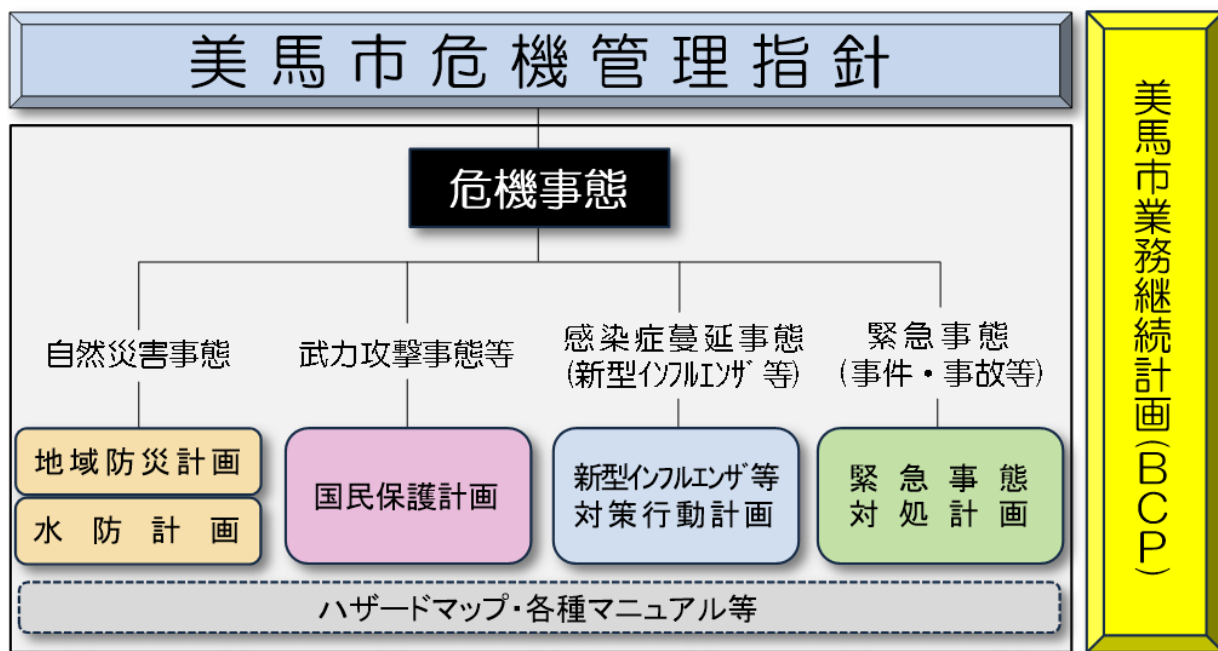 美馬市危機管理指針
危機事態
自然災害事態
武力攻撃事態等
感染症蔓延事態
(新型インフルエンザ等)
緊急事態
(事件・事故等)
地域防災計画
水防計画
国民保護計画
新型インフルエンザ等
対策行動計画
緊急事態
対処計画
ハザードマップ・各種マニュアル等
美馬市業務継続計画(BCP)